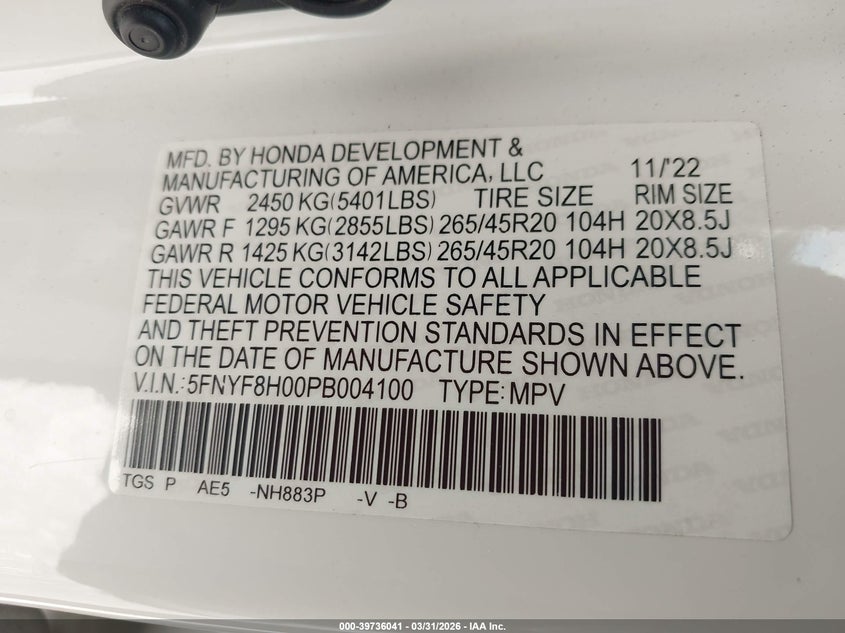 MFD. BY HONDA DEVELOPMENT &
MANUFACTURING OF AMERICA, LLC 11/'22
GVWR 2450 KG(5401LBS) TIRE SIZE RIM SIZE
GAWR F 1295 KG(2855LBS) 265/45R20 104H 20X8.5J
GAWR R 1425 KG(3142LBS) 265/45R20 104H 20X8.5J
THIS VEHICLE CONFORMS TO ALL APPLICABLE
FEDERAL MOTOR VEHICLE SAFETY
AND THEFT PREVENTION STANDARDS IN EFFECT
ON THE DATE OF MANUFACTURE SHOWN ABOVE.
V.I.N.:5FNYF8H00PB004100 TYPE:MPV
TGS P AE5 -NH883P -V -B
000-39736041 - 03/31/2026 - IAA Inc.